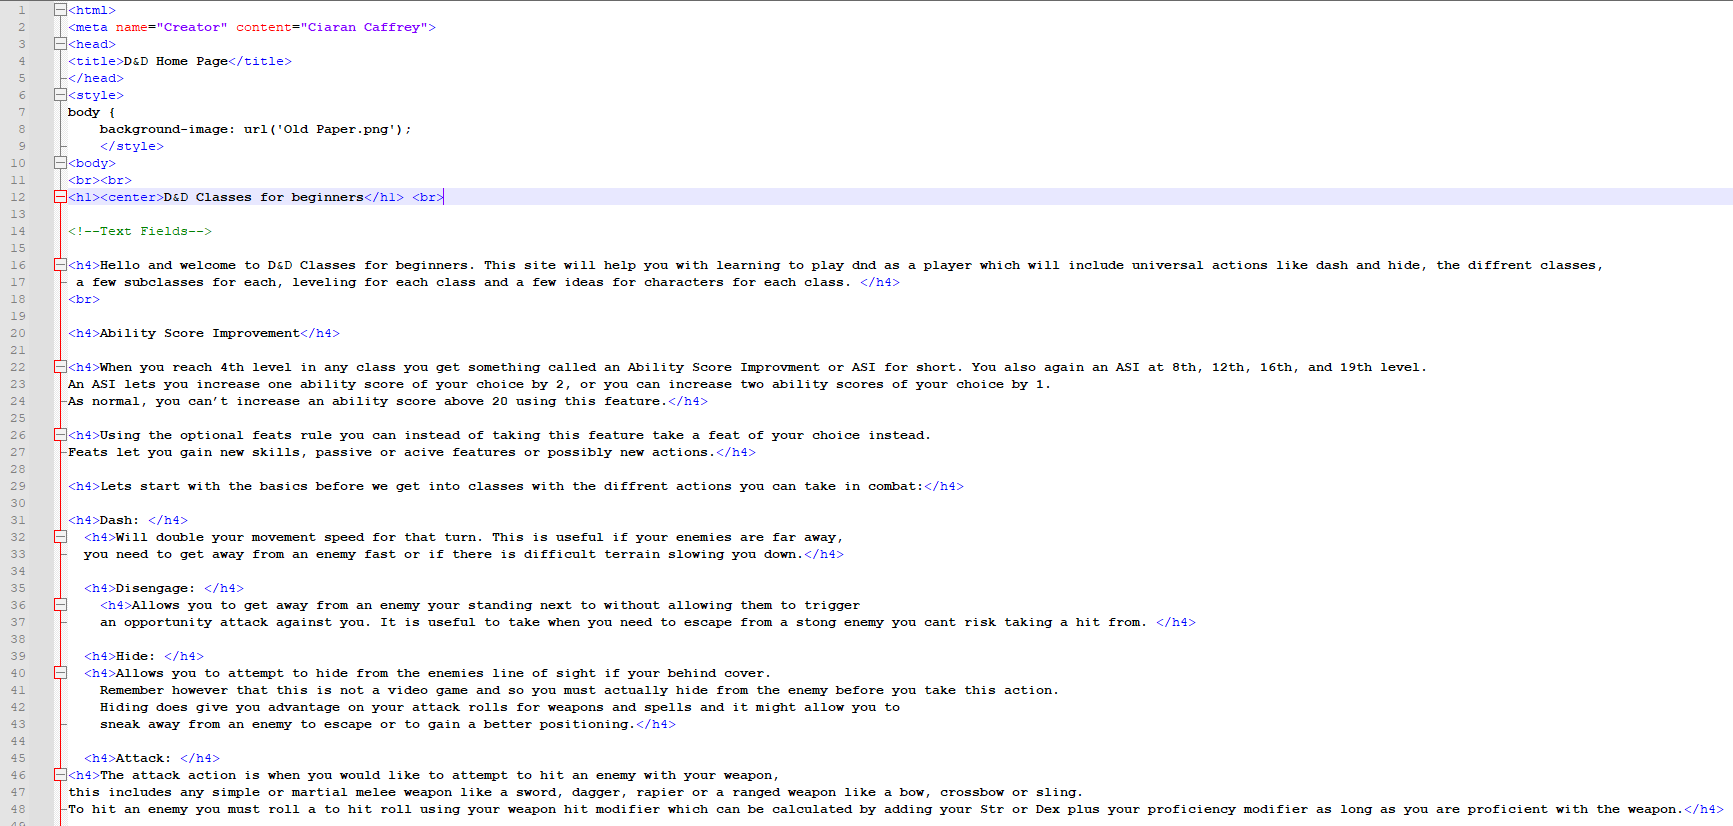 1 <html>
2 <meta name="Creator" content="Ciaran Caffrey">
3 <head>
4 <title>D&D Home Page</title>
5 </head>
6 <style>
7 body {
8     background-image: url('Old Paper.png');
9     </style>
10 <body>
11 <br><br>
12 <h1><center>D&D Classes for beginners</h1> <br>
13
14 <!--Text Fields-->
15
16 <h4>Hello and welcome to D&D Classes for beginners. This site will help you with learning to play dnd as a player which will include universal actions like dash and hide, the diffrent classes,
17  a few subclasses for each, leveling for each class and a few ideas for characters for each class. </h4>
18 <br>
19
20 <h4>Ability Score Improvement</h4>
21
22 <h4>When you reach 4th level in any class you get something called an Ability Score Improvment or ASI for short. You also again an ASI at 8th, 12th, 16th, and 19th level.
23 An ASI lets you increase one ability score of your choice by 2, or you can increase two ability scores of your choice by 1.
24 As normal, you can’t increase an ability score above 20 using this feature.</h4>
25
26 <h4>Using the optional feats rule you can instead of taking this feature take a feat of your choice instead.
27 Feats let you gain new skills, passive or acive features or possibly new actions.</h4>
28
29 <h4>Lets start with the basics before we get into classes with the diffrent actions you can take in combat:</h4>
30
31 <h4>Dash: </h4>
32   <h4>Will double your movement speed for that turn. This is useful if your enemies are far away,
33   you need to get away from an enemy fast or if there is difficult terrain slowing you down.</h4>
34
35   <h4>Disengage: </h4>
36     <h4>Allows you to get away from an enemy your standing next to without allowing them to trigger
37     an opportunity attack against you. It is useful to take when you need to escape from a stong enemy you cant risk taking a hit from. </h4>
38
39   <h4>Hide: </h4>
40   <h4>Allows you to attempt to hide from the enemies line of sight if your behind cover.
41     Remember however that this is not a video game and so you must actually hide from the enemy before you take this action.
42     Hiding does give you advantage on your attack rolls for weapons and spells and it might allow you to
43     sneak away from an enemy to escape or to gain a better positioning.</h4>
44
45   <h4>Attack: </h4>
46 <h4>The attack action is when you would like to attempt to hit an enemy with your weapon,
47 this includes any simple or martial melee weapon like a sword, dagger, rapier or a ranged weapon like a bow, crossbow or sling.
48 To hit an enemy you must roll a to hit roll using your weapon hit modifier which can be calculated by adding your Str or Dex plus your proficiency modifier as long as you are proficient with the weapon.</h4>